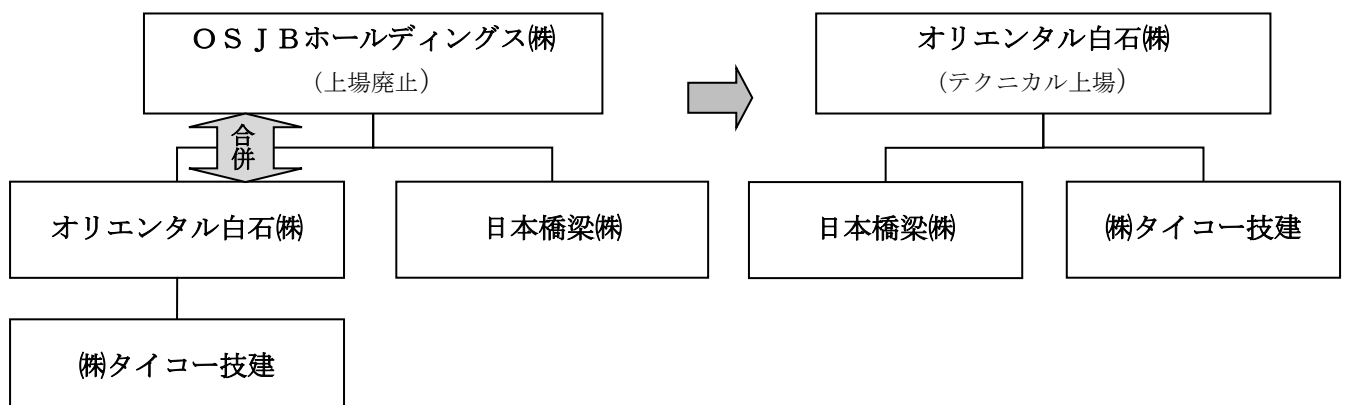 ＯＳＪＢホールディングス㈱
（上場廃止）
合併
オリエンタル白石㈱
日本橋梁㈱
㈱タイコー技建
オリエンタル白石㈱
（テクニカル上場）
日本橋梁㈱
㈱タイコー技建